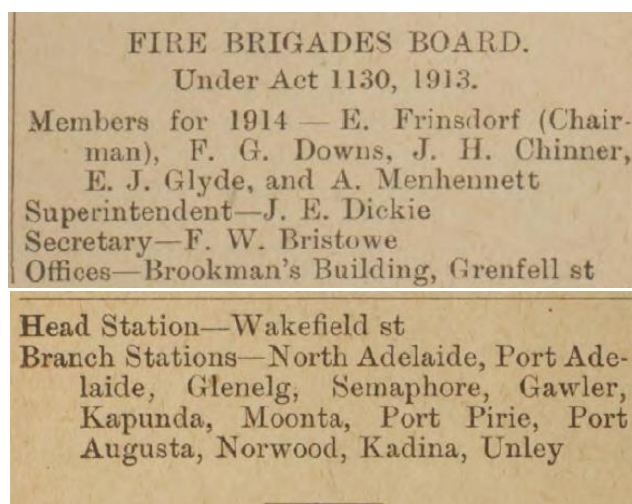 FIRE BRIGADES BOARD.
Under Act 1130, 1913.
Members for 1914 — E. Frinsdorf (Chair-
man), F. G. Downs, J. H. Chinner,
E. J. Glyde, and A. Menhennett
Superintendent—J. E. Dickie
Secretary—F. W. Bristowe
Offices—Brookman's Building, Grenfell st
Head Station—Wakefield st
Branch Stations—North Adelaide, Port Ade-
laide, Glenelg, Semaphore, Gawler,
Kapunda, Moonta, Port Pirie, Port
Augusta, Norwood, Kadina, Unley